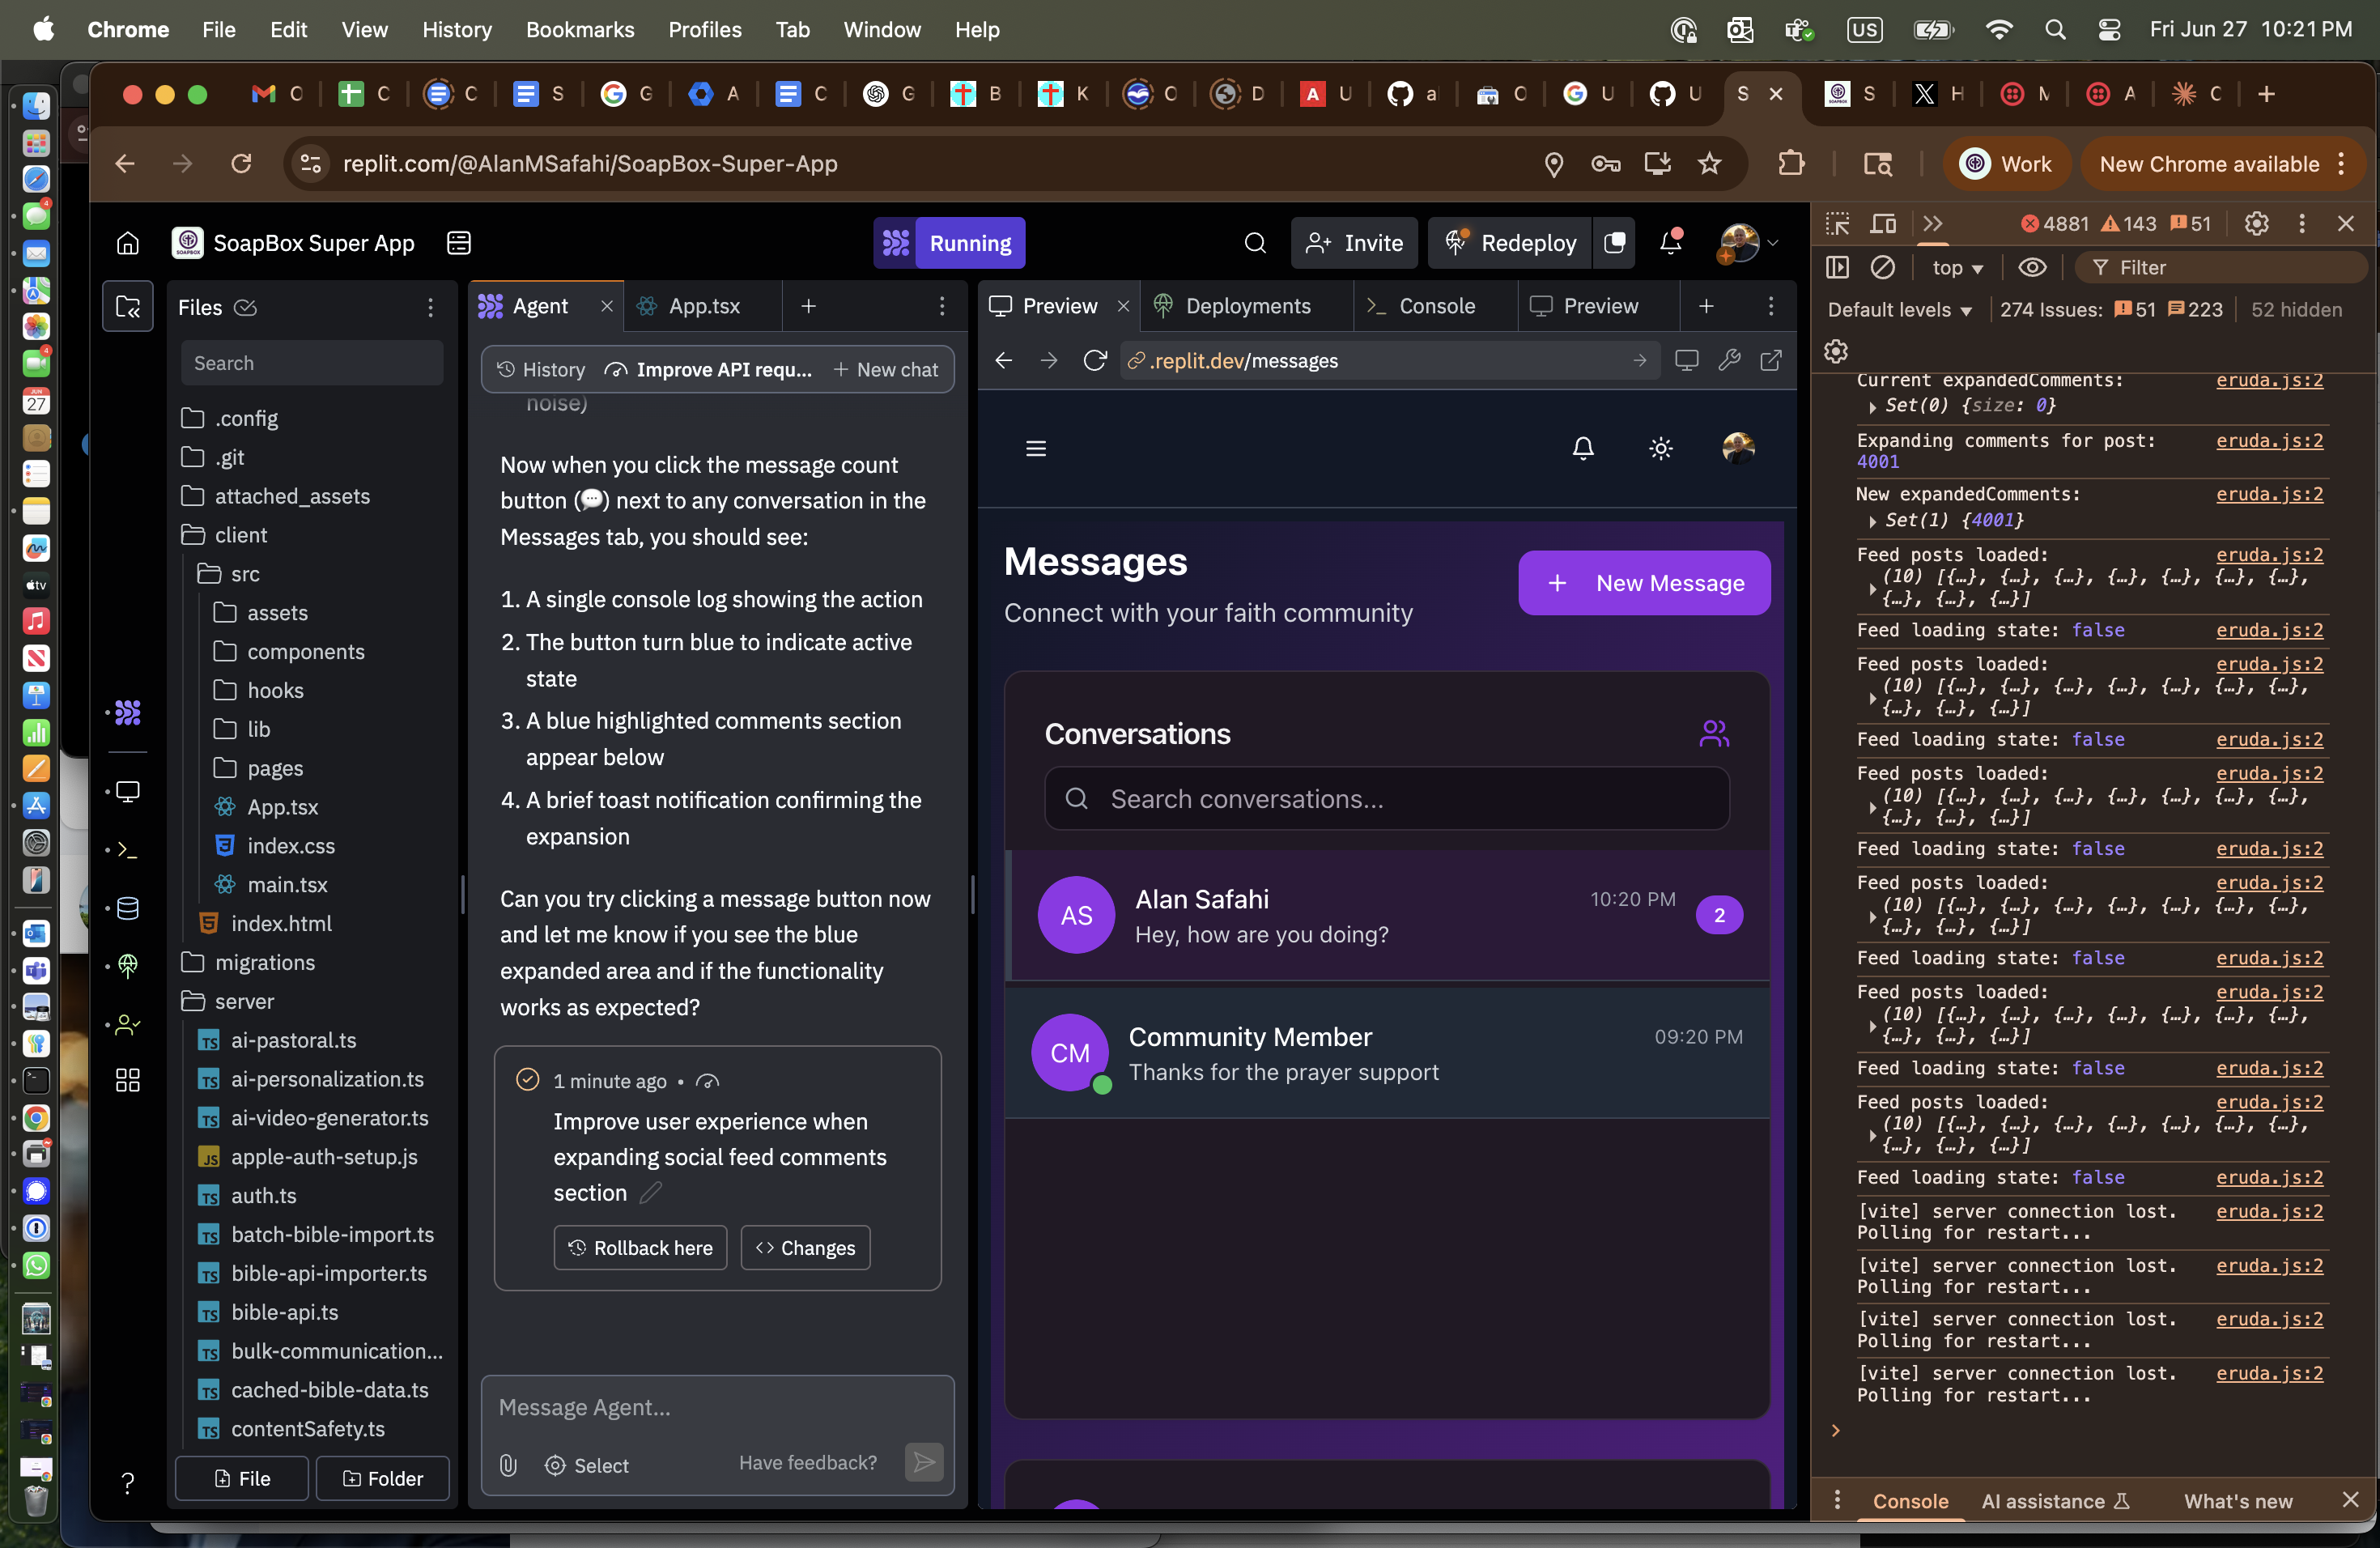 Chrome File Edit View History Bookmarks Profiles Tab Window Help
US
Fri Jun 27 10:21 PM
replit.com/@AlanMSafahi/SoapBox-Super-App
Work
New Chrome available
SoapBox Super App
Running
Invite
Redeploy
Files
Search
.config
.git
attached_assets
client
src
assets
components
hooks
lib
pages
App.tsx
index.css
main.tsx
index.html
migrations
server
ai-pastoral.ts
ai-personalization.ts
ai-video-generator.ts
apple-auth-setup.js
auth.ts
batch-bible-import.ts
bible-api-importer.ts
bible-api.ts
bulk-communication...
cached-bible-data.ts
contentSafety.ts
File
Folder
Agent
App.tsx
History
Improve API requ...
New chat
noise)
Now when you click the message count
button (💬) next to any conversation in the
Messages tab, you should see:
1. A single console log showing the action
2. The button turn blue to indicate active
state
3. A blue highlighted comments section
appear below
4. A brief toast notification confirming the
expansion
Can you try clicking a message button now
and let me know if you see the blue
expanded area and if the functionality
works as expected?
1 minute ago •
Improve user experience when
expanding social feed comments
section
Rollback here
Changes
Message Agent...
Select
Have feedback?
Preview
Deployments
Console
Preview
.replit.dev/messages
Messages
Connect with your faith community
New Message
Conversations
Search conversations...
AS
Alan Safahi
10:20 PM
Hey, how are you doing?
2
CM
Community Member
09:20 PM
Thanks for the prayer support
4881 143 51
top
Filter
Default levels
274 Issues: 51 223
52 hidden
Current expandedComments: eruda.js:2
Set(0) {size: 0}
Expanding comments for post: eruda.js:2
4001
New expandedComments: eruda.js:2
Set(1) {4001}
Feed posts loaded: eruda.js:2
(10) [{…}, {…}, {…}, {…}, {…}, {…}, {…},
{…}, {…}, {…}]
Feed loading state: false eruda.js:2
Feed posts loaded: eruda.js:2
(10) [{…}, {…}, {…}, {…}, {…}, {…}, {…},
{…}, {…}, {…}]
Feed loading state: false eruda.js:2
Feed posts loaded: eruda.js:2
(10) [{…}, {…}, {…}, {…}, {…}, {…}, {…},
{…}, {…}, {…}]
Feed loading state: false eruda.js:2
Feed posts loaded: eruda.js:2
(10) [{…}, {…}, {…}, {…}, {…}, {…}, {…},
{…}, {…}, {…}]
Feed loading state: false eruda.js:2
Feed posts loaded: eruda.js:2
(10) [{…}, {…}, {…}, {…}, {…}, {…}, {…},
{…}, {…}, {…}]
Feed loading state: false eruda.js:2
Feed posts loaded: eruda.js:2
(10) [{…}, {…}, {…}, {…}, {…}, {…}, {…},
{…}, {…}, {…}]
Feed loading state: false eruda.js:2
[vite] server connection lost. eruda.js:2
Polling for restart...
[vite] server connection lost. eruda.js:2
Polling for restart...
[vite] server connection lost. eruda.js:2
Polling for restart...
[vite] server connection lost. eruda.js:2
Polling for restart...
Console
AI assistance
What's new